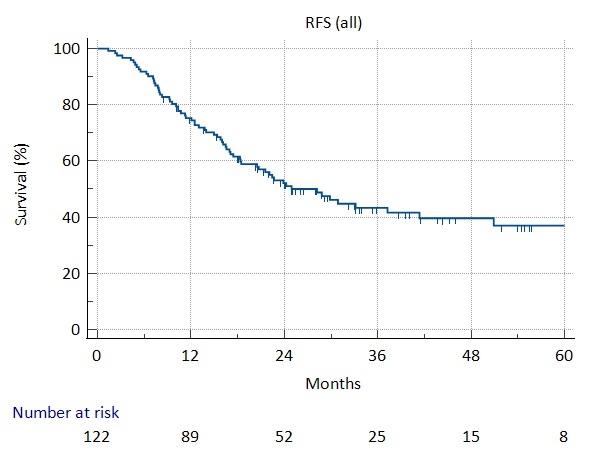 RFS (all)
100
80
60
40
20
0
Survival (%)
0 12 24 36 48 60
Months
Number at risk
122 89 52 25 15 8